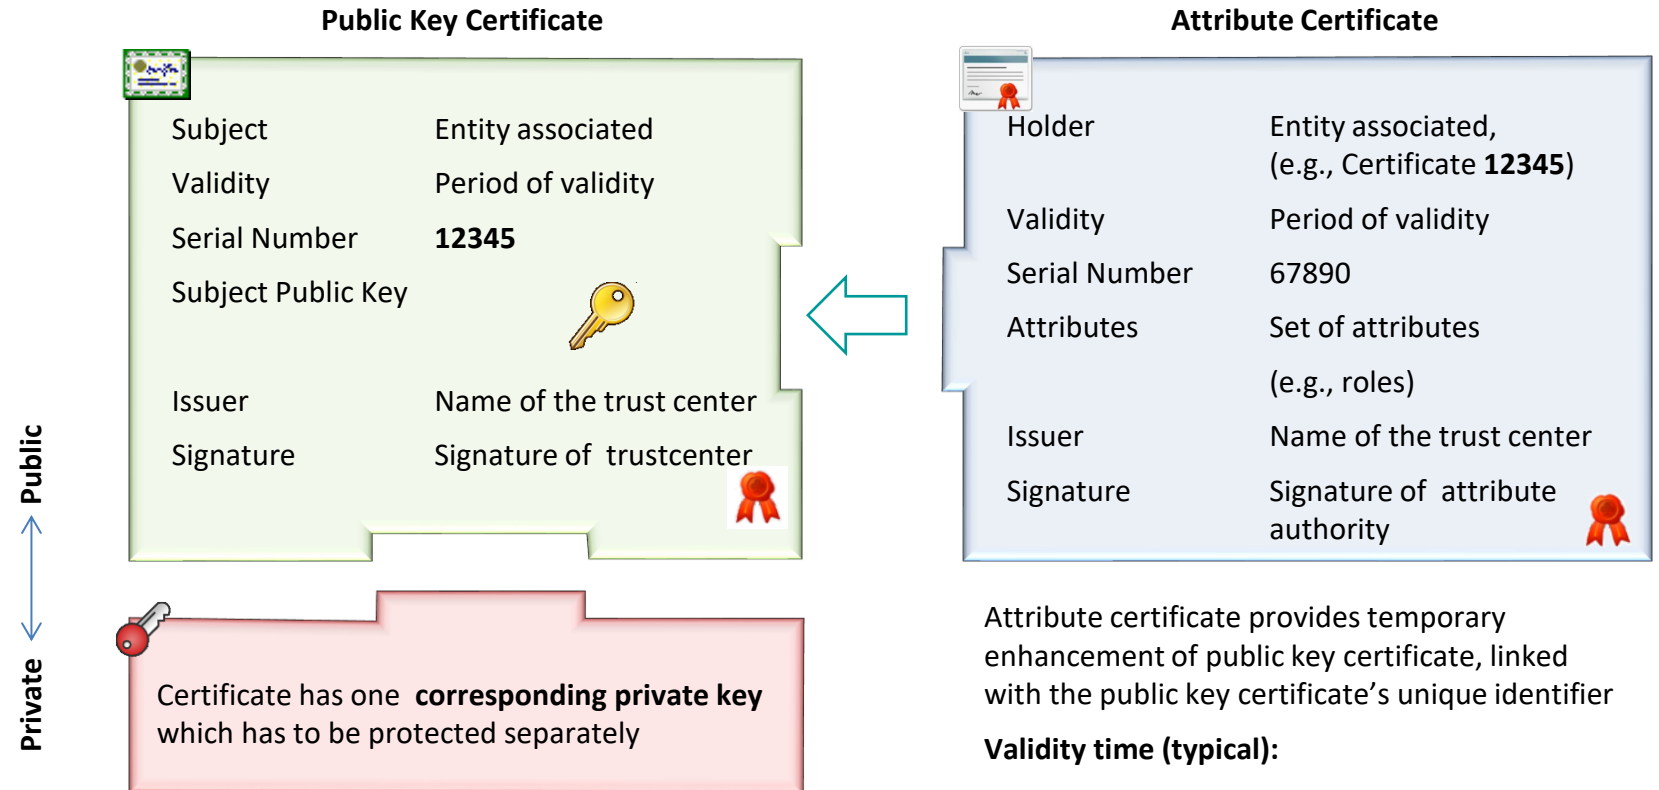 Public Key Certificate
Subject Entity associated
Validity Period of validity
Serial Number 12345
Subject Public Key
Issuer Name of the trust center
Signature Signature of trustcenter
Public
Private
Certificate has one corresponding private key
which has to be protected separately
Attribute Certificate
Holder Entity associated,
(e.g., Certificate 12345)
Validity Period of validity
Serial Number 67890
Attributes Set of attributes
(e.g., roles)
Issuer Name of the trust center
Signature Signature of attribute
authority
Attribute certificate provides temporary
enhancement of public key certificate, linked
with the public key certificate’s unique identifier
Validity time (typical):